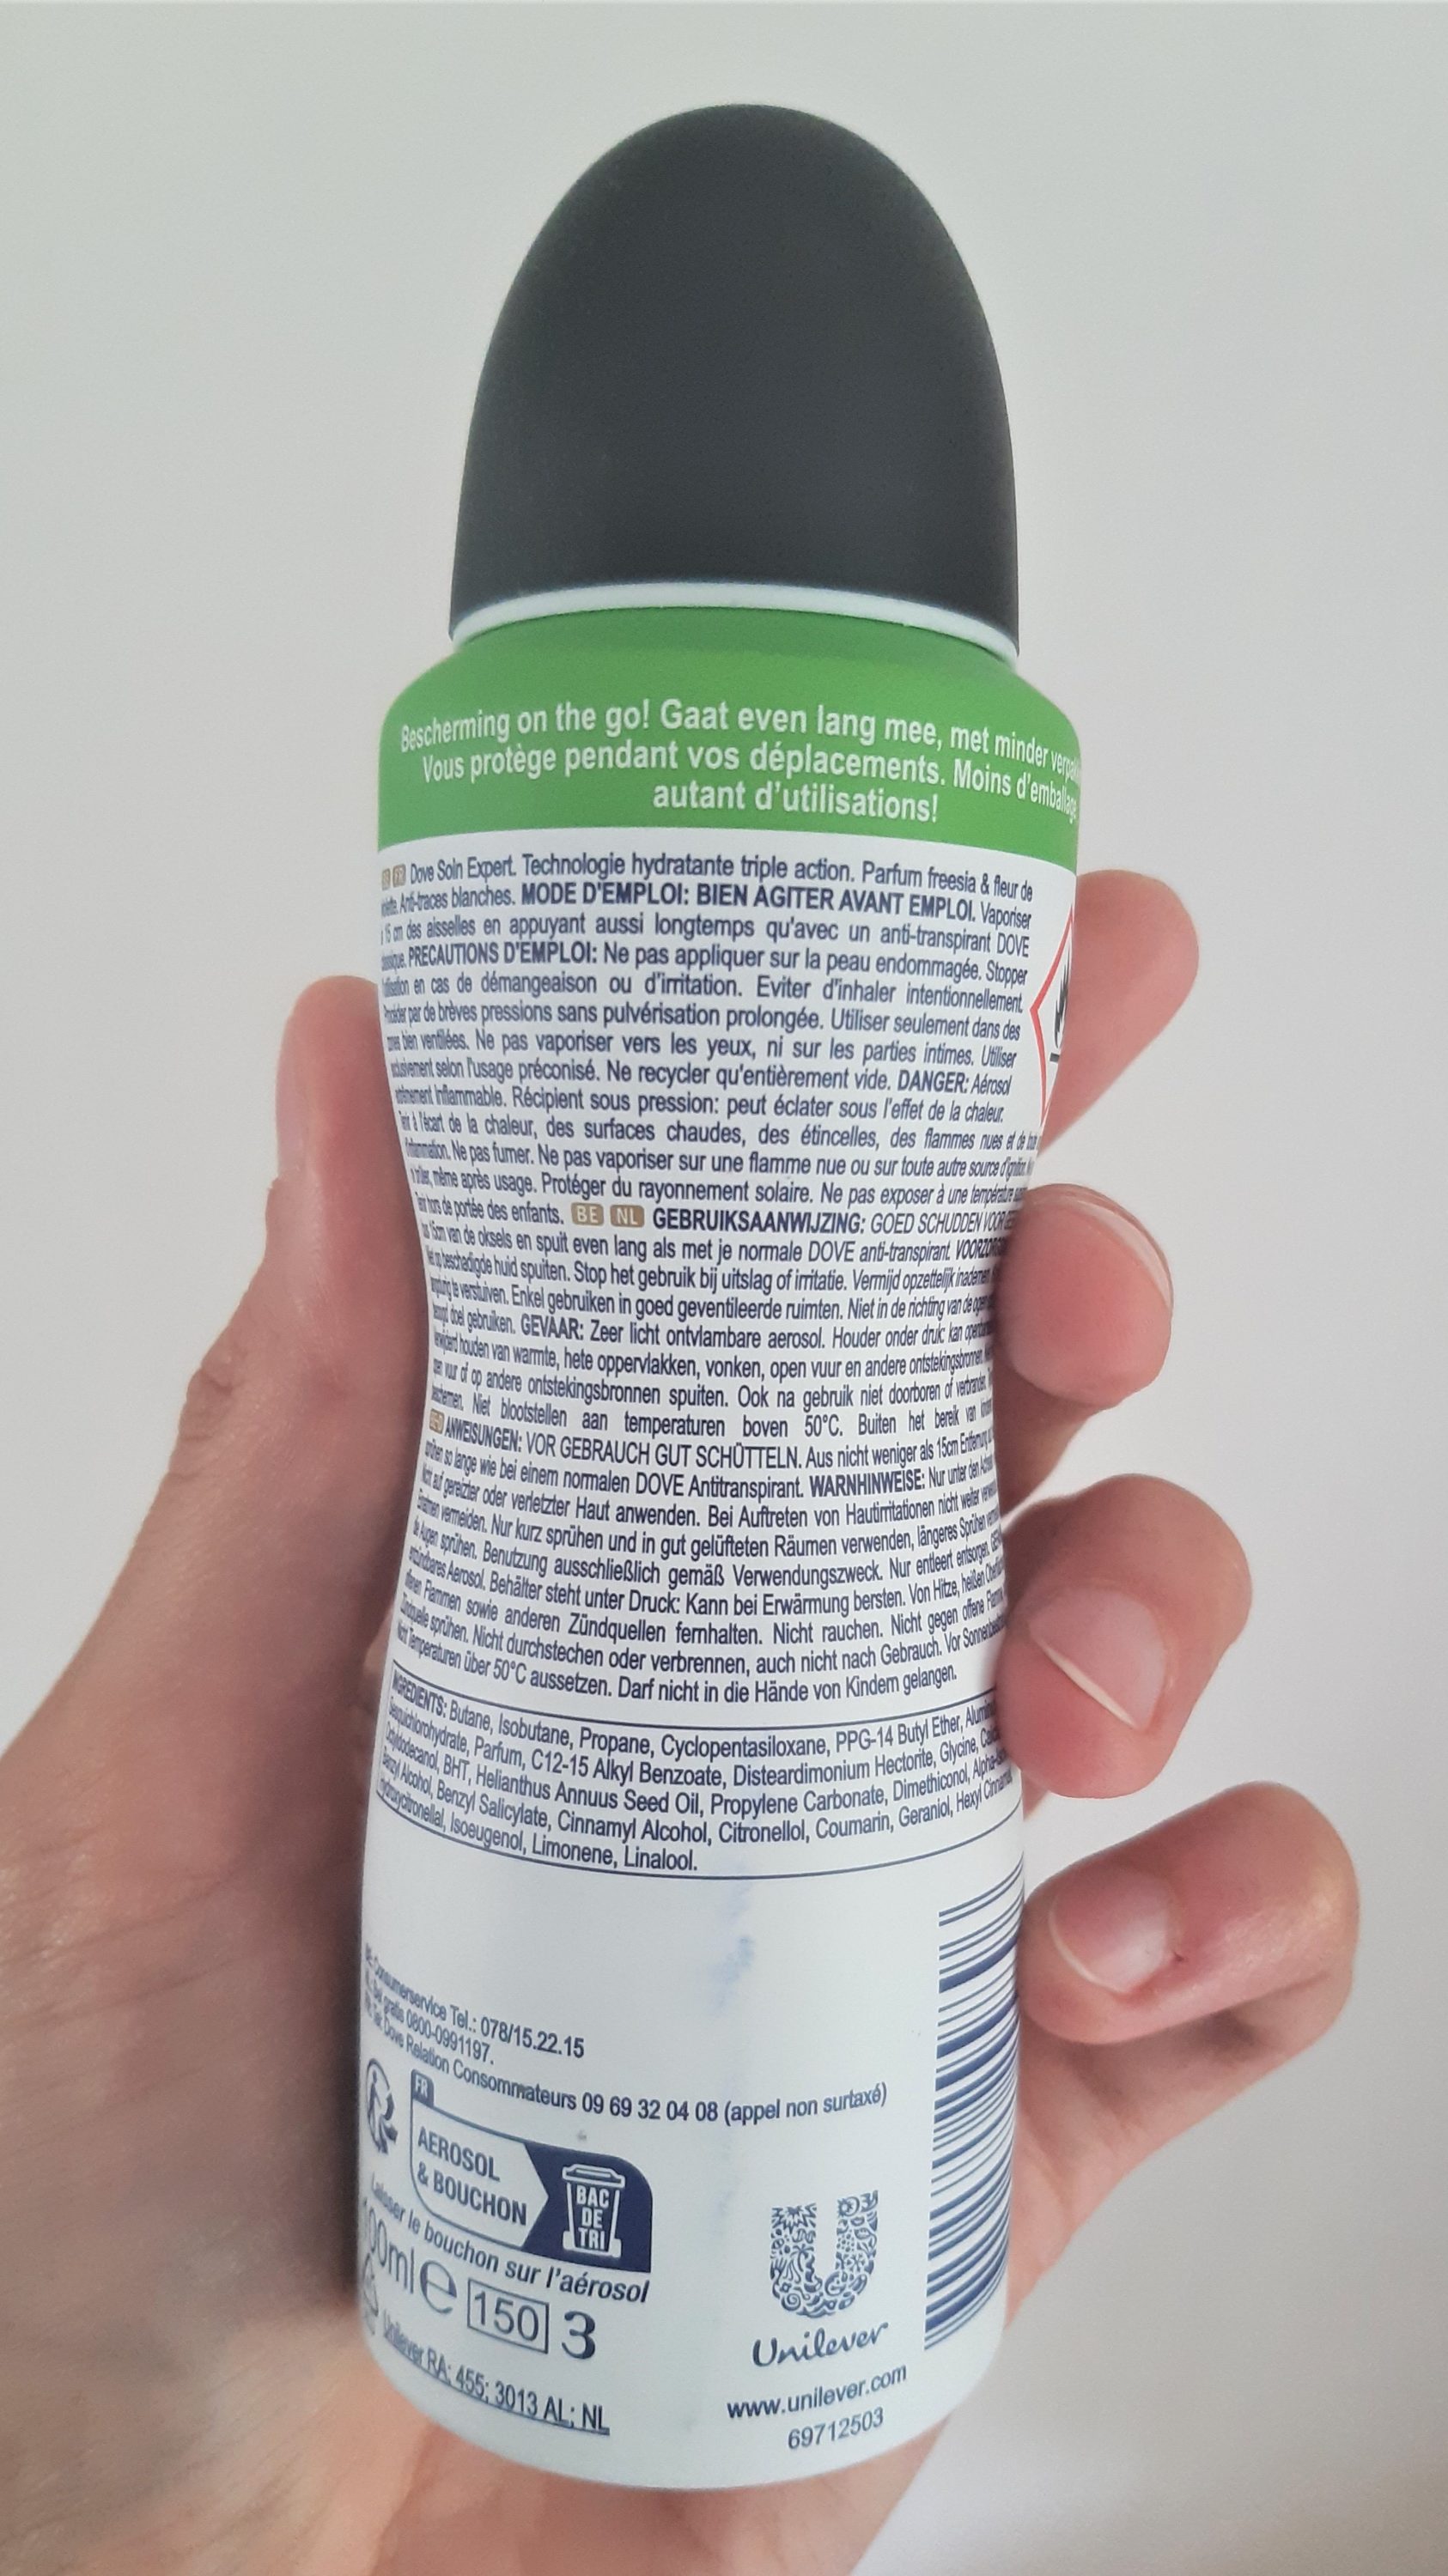 Bescherming on the go! Gaat even lang mee, met minder
Vous protège pendant vos déplacements. Moins d'emballage
autant d'utilisations!
FR Dove Soin Expert. Technologie hydratante triple action. Parfum freesia & fleur de
Anti-traces blanches. MODE D'EMPLOI: BIEN AGITER AVANT EMPLOI. Vaporiser
15 cm des aisselles en appuyant aussi longtemps qu'avec un anti-transpirant DOVE
PRECAUTIONS D'EMPLOI: Ne pas appliquer sur la peau endommagée. Stopper
en cas de démangeaison ou d'irritation. Eviter d'inhaler intentionnellement.
Procéder par de brèves pressions sans pulvérisation prolongée. Utiliser seulement dans des
bien ventilées. Ne pas vaporiser vers les yeux, ni sur les parties intimes. Utiliser
exclusivement selon l'usage préconisé. Ne recycler qu'entièrement vide. DANGER: Aérosol
extrêmement inflammable. Récipient sous pression: peut éclater sous l'effet de la chaleur.
à l'écart de la chaleur, des surfaces chaudes, des étincelles, des flammes nues et de
Ne pas fumer. Ne pas vaporiser sur une flamme nue ou sur toute autre source d'ignition.
même après usage. Protéger du rayonnement solaire. Ne pas exposer à une température
hors de portée des enfants. BE NL GEBRUIKSAANWIJZING: GOED SCHUDDEN VOOR
15cm van de oksels en spuit even lang als met je normale DOVE anti-transpirant.
op beschadigde huid spuiten. Stop het gebruik bij uitslag of irritatie. Vermijd opzettelijk
te verstuiven. Enkel gebruiken in goed geventileerde ruimten. Niet in de richting van de ogen
doel gebruiken. GEVAAR: Zeer licht ontvlambare aerosol. Houder onder druk: kan
houden van warmte, hete oppervlakken, vonken, open vuur en andere ontstekingsbronnen.
vuur of op andere ontstekingsbronnen spuiten. Ook na gebruik niet doorboren of verbranden.
Niet blootstellen aan temperaturen boven 50°C. Buiten het bereik van
ANWEISUNGEN: VOR GEBRAUCH GUT SCHÜTTELN. Aus nicht weniger als 15cm Entfernung
so lange wie bei einem normalen DOVE Antitranspirant. WARNHINWEISE: Nur unter den
Nicht auf gereizter oder verletzter Haut anwenden. Bei Auftreten von Hautirritationen nicht weiter
Einatmen vermeiden. Nur kurz sprühen und in gut gelüfteten Räumen verwenden, längeres Sprühen
Augen sprühen. Benutzung ausschließlich gemäß Verwendungszweck. Nur entleert entsorgen.
Aerosol. Behälter steht unter Druck: Kann bei Erwärmung bersten. Von Hitze, heißen
Flammen sowie anderen Zündquellen fernhalten. Nicht rauchen. Nicht gegen offene Flamme
Zündquelle sprühen. Nicht durchstechen oder verbrennen, auch nicht nach Gebrauch. Vor
Nicht Temperaturen über 50°C aussetzen. Darf nicht in die Hände von Kindern gelangen.
INGREDIENTS: Butane, Isobutane, Propane, Cyclopentasiloxane, PPG-14 Butyl Ether,
Sesquichlorohydrate, Parfum, C12-15 Alkyl Benzoate, Disteardimonium Hectorite, Glycine,
Octyldodecanol, BHT, Helianthus Annuus Seed Oil, Propylene Carbonate, Dimethiconol,
Benzyl Alcohol, Benzyl Salicylate, Cinnamyl Alcohol, Citronellol, Coumarin, Geraniol, Hexyl
Hydroxycitronellal, Isoeugenol, Limonene, Linalool.
Consumerservice Tel.: 078/15.22.15
gratis 0800-0991197.
Dove Relation Consommateurs 09 69 32 04 08 (appel non surtaxé)
FR
AEROSOL
& BOUCHON
BAC
DE
TRI
Laisser le bouchon sur l'aérosol
100ml e 150 3
Unilever RA; 455; 3013 AL; NL
Unilever
www.unilever.com
69712503